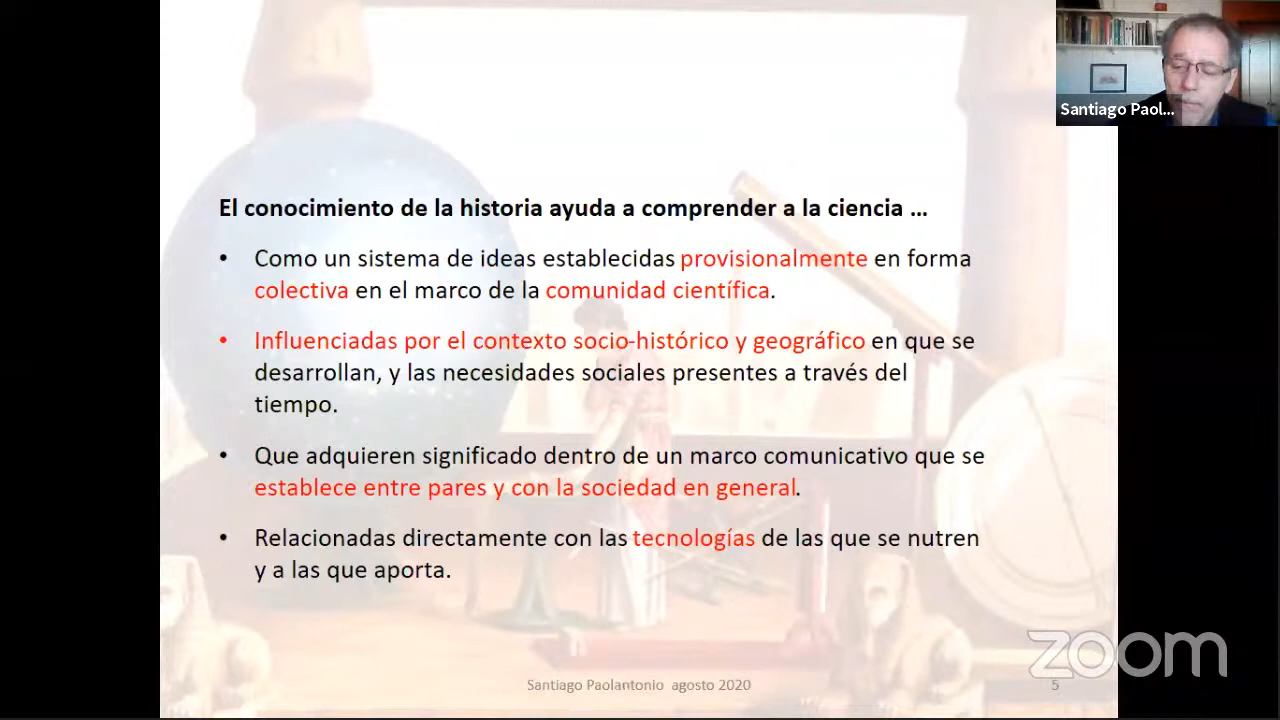 Santiago Paol...
El conocimiento de la historia ayuda a comprender a la ciencia ...
• Como un sistema de ideas establecidas provisionalmente en forma
colectiva en el marco de la comunidad científica.
• Influenciadas por el contexto socio-histórico y geográfico en que se
desarrollan, y las necesidades sociales presentes a través del
tiempo.
• Que adquieren significado dentro de un marco comunicativo que se
establece entre pares y con la sociedad en general.
• Relacionadas directamente con las tecnologías de las que se nutren
y a las que aporta.
zoom
Santiago Paolantonio agosto 2020
5